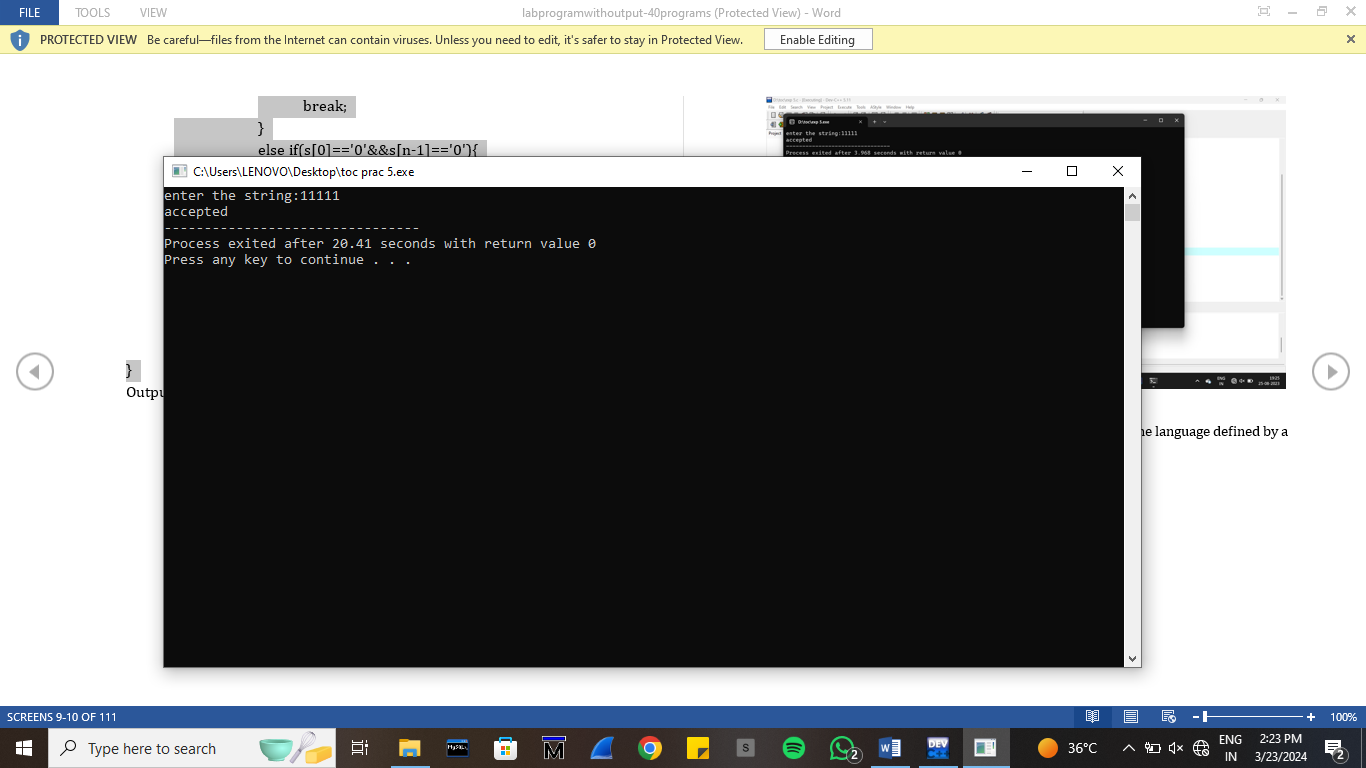 FILE TOOLS VIEW labprogramwithoutput-40programs (Protected View) - Word
PROTECTED VIEW Be careful—files from the Internet can contain viruses. Unless you need to edit, it's safer to stay in Protected View. Enable Editing
break;
}
else if(s[0]=='0'&&s[n-1]=='0'){
}
Outpu
enter the string:11111
accepted
Process exited after 3.968 seconds with return value 0
C:\Users\LENOVO\Desktop\toc prac 5.exe
enter the string:11111
accepted
--------------------------------
Process exited after 20.41 seconds with return value 0
Press any key to continue . . .
he language defined by a
SCREENS 9-10 OF 111 100%
Type here to search
MySQL
M
S
2
W
DEV
36°C
ENG
IN
2:23 PM
3/23/2024
2